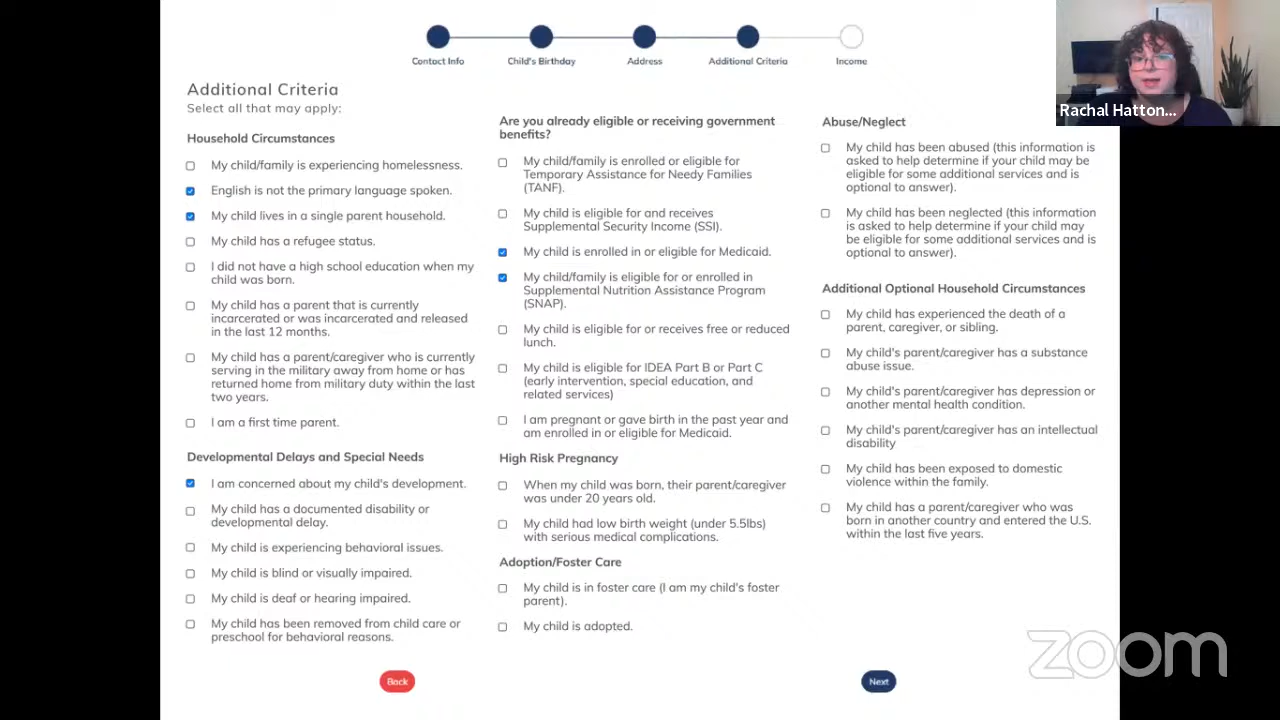 Contact Info
Child's Birthday
Address
Additional Criteria
Income
Rachal Hatton...
Additional Criteria
Select all that may apply:
Household Circumstances
My child/family is experiencing homelessness.
English is not the primary language spoken.
My child lives in a single parent household.
My child has a refugee status.
I did not have a high school education when my
child was born.
My child has a parent that is currently
incarcerated or was incarcerated and released
in the last 12 months.
My child has a parent/caregiver who is currently
serving in the military away from home or has
returned home from military duty within the last
two years.
I am a first time parent.
Developmental Delays and Special Needs
I am concerned about my child's development.
My child has a documented disability or
developmental delay.
My child is experiencing behavioral issues.
My child is blind or visually impaired.
My child is deaf or hearing impaired.
My child has been removed from child care or
preschool for behavioral reasons.
Are you already eligible or receiving government
benefits?
My child/family is enrolled or eligible for
Temporary Assistance for Needy Families
(TANF).
My child is eligible for and receives
Supplemental Security Income (SSI).
My child is enrolled in or eligible for Medicaid.
My child/family is eligible for or enrolled in
Supplemental Nutrition Assistance Program
(SNAP).
My child is eligible for or receives free or reduced
lunch.
My child is eligible for IDEA Part B or Part C
(early intervention, special education, and
related services)
I am pregnant or gave birth in the past year and
am enrolled in or eligible for Medicaid.
High Risk Pregnancy
When my child was born, their parent/caregiver
was under 20 years old.
My child had low birth weight (under 5.5lbs)
with serious medical complications.
Adoption/Foster Care
My child is in foster care (I am my child's foster
parent).
My child is adopted.
Abuse/Neglect
My child has been abused (this information is
asked to help determine if your child may be
eligible for some additional services and is
optional to answer).
My child has been neglected (this information
is asked to help determine if your child may
be eligible for some additional services and is
optional to answer).
Additional Optional Household Circumstances
My child has experienced the death of a
parent, caregiver, or sibling.
My child's parent/caregiver has a substance
abuse issue.
My child's parent/caregiver has depression or
another mental health condition.
My child's parent/caregiver has an intellectual
disability
My child has been exposed to domestic
violence within the family.
My child has a parent/caregiver who was
born in another country and entered the U.S.
within the last five years.
Back
Next
zoom